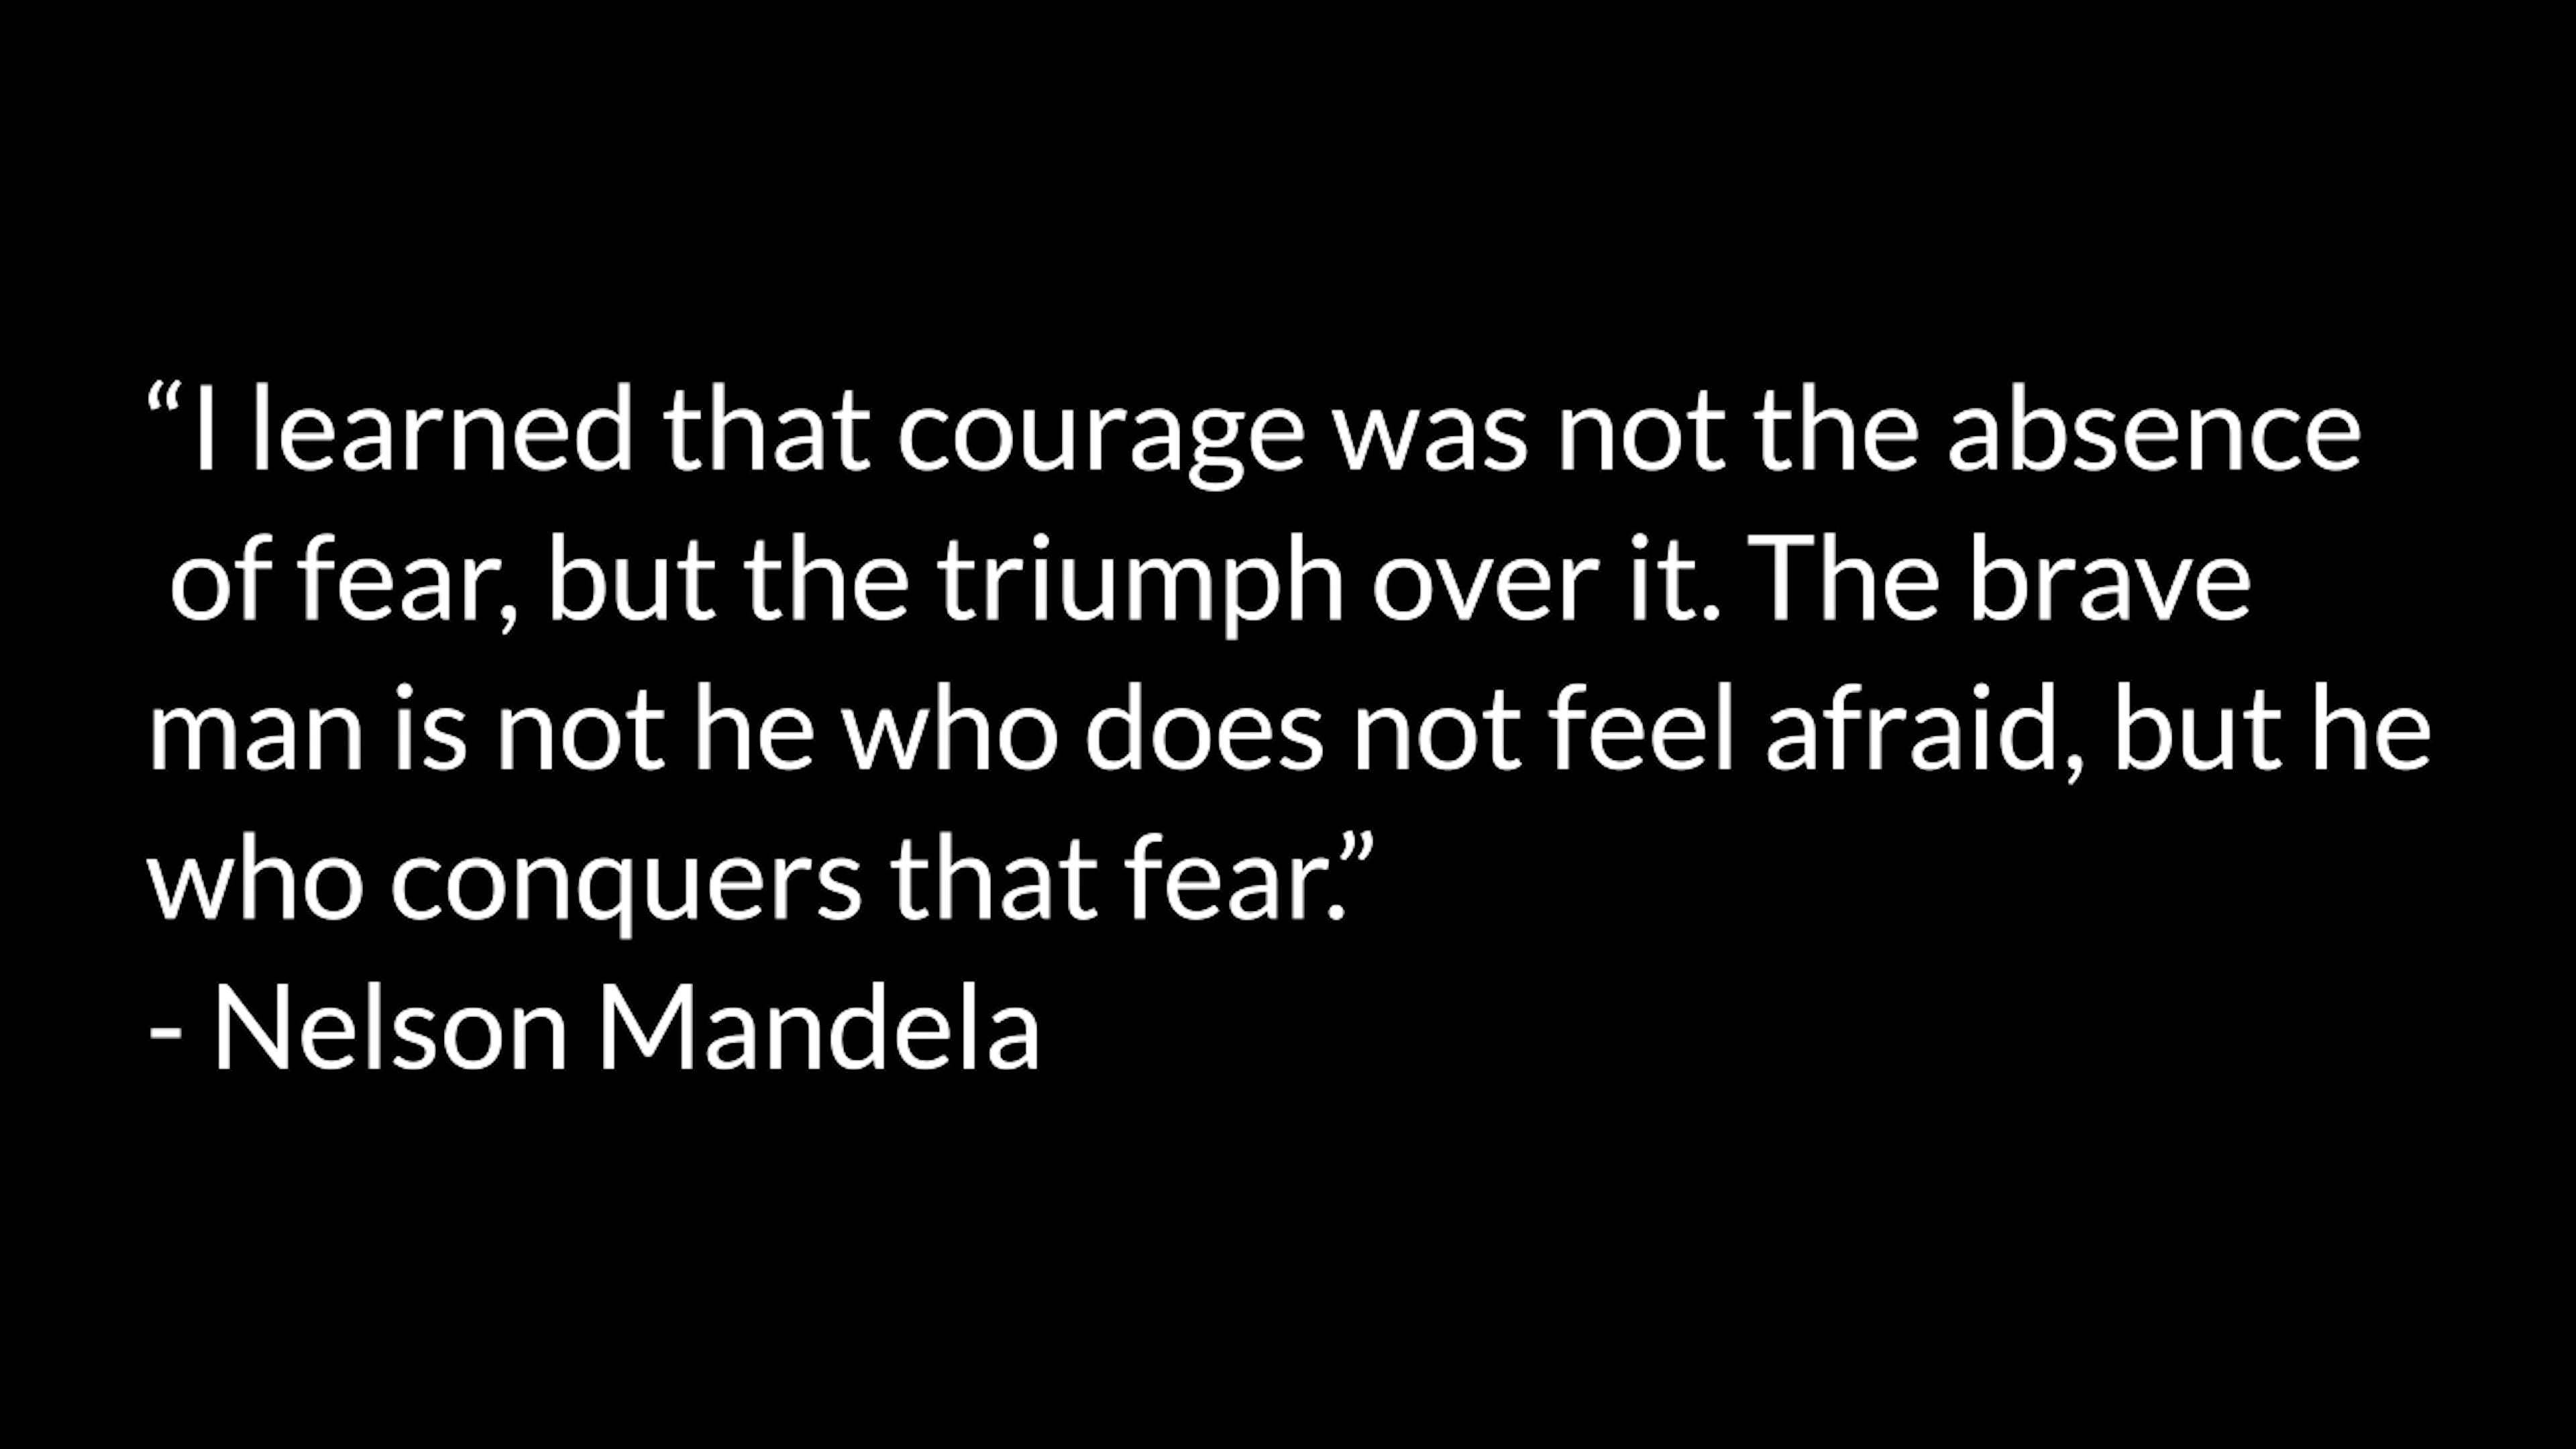 “I learned that courage was not the absence
of fear, but the triumph over it. The brave
man is not he who does not feel afraid, but he
who conquers that fear.”
- Nelson Mandela